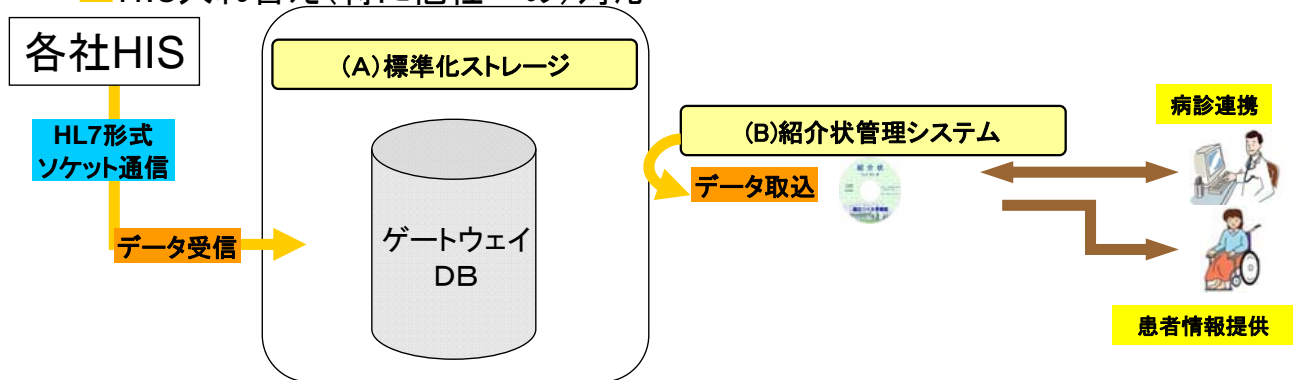 各社HIS
(A)標準化ストレージ
HL7形式
ソケット通信
データ受信
ゲートウェイ
DB
(B)紹介状管理システム
データ取込
紹介状
病診連携
患者情報提供